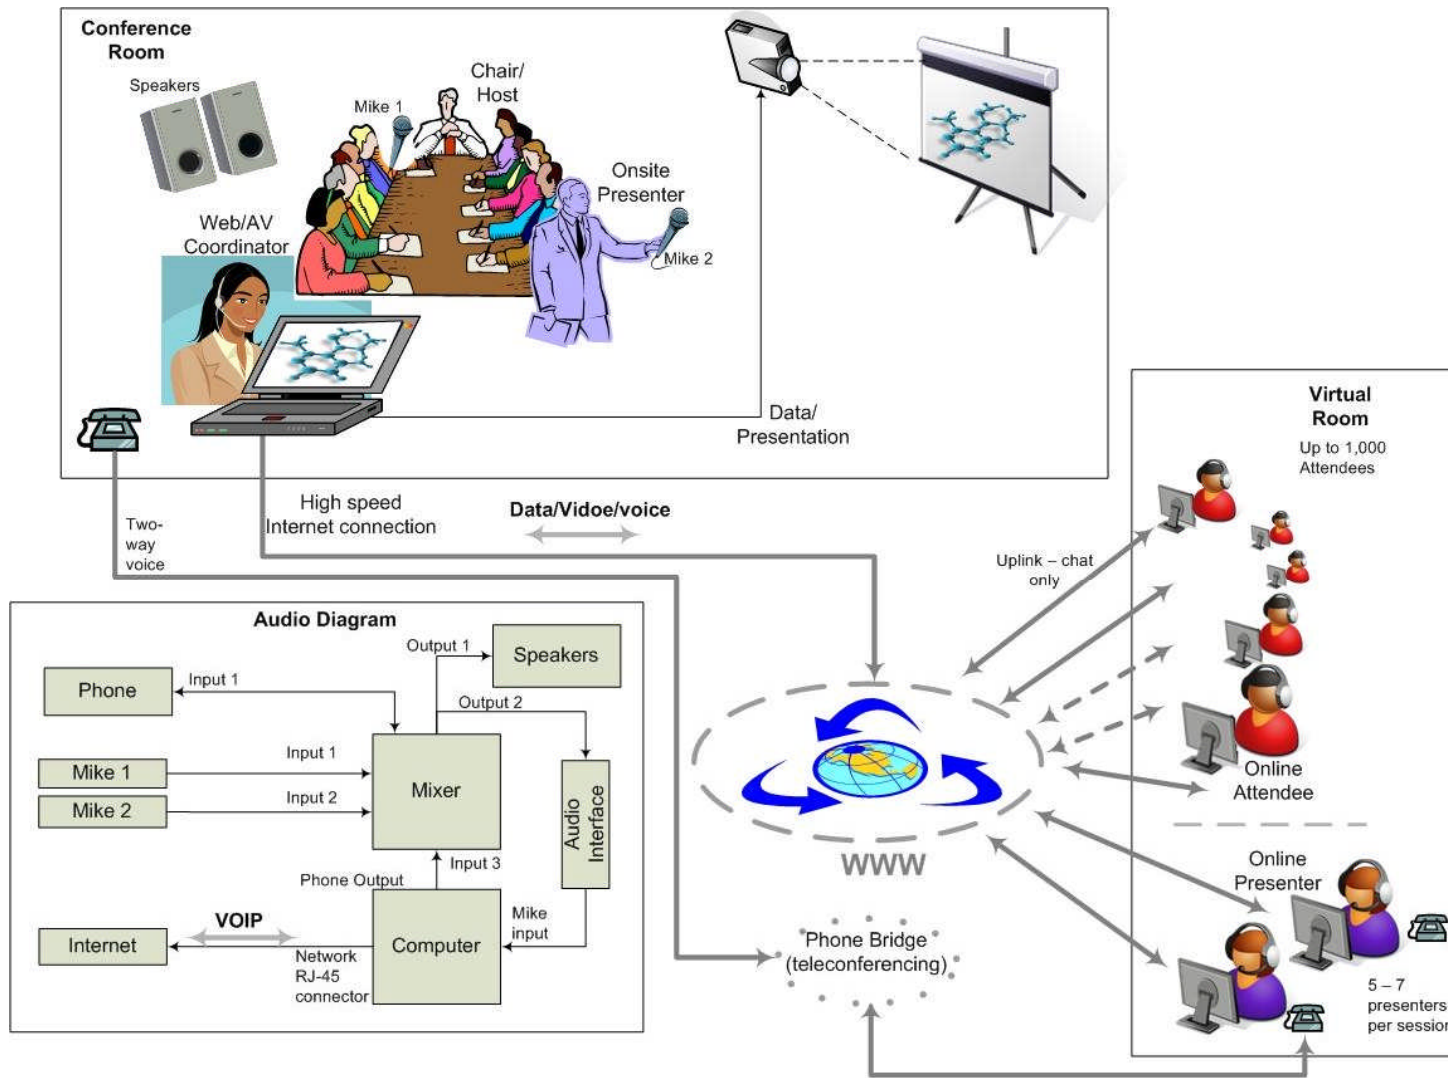 Conference
Room
Speakers
Mike 1
Chair/
Host
Onsite
Presenter
Mike 2
Web/AV
Coordinator
Data/
Presentation
High speed
Internet connection
Data/Vidoe/voice
Two-
way
voice
Uplink – chat
only
Virtual
Room
Up to 1,000
Attendees
Online
Attendee
Online
Presenter
5 – 7
presenters
per session
WWW
Phone Bridge
(teleconferencing)
Audio Diagram
Output 1
Speakers
Phone
Input 1
Output 2
Mike 1
Input 1
Mike 2
Input 2
Mixer
Audio
Interface
Input 3
Phone Output
VOIP
Internet
Computer
Mike
input
Network
RJ-45
connector